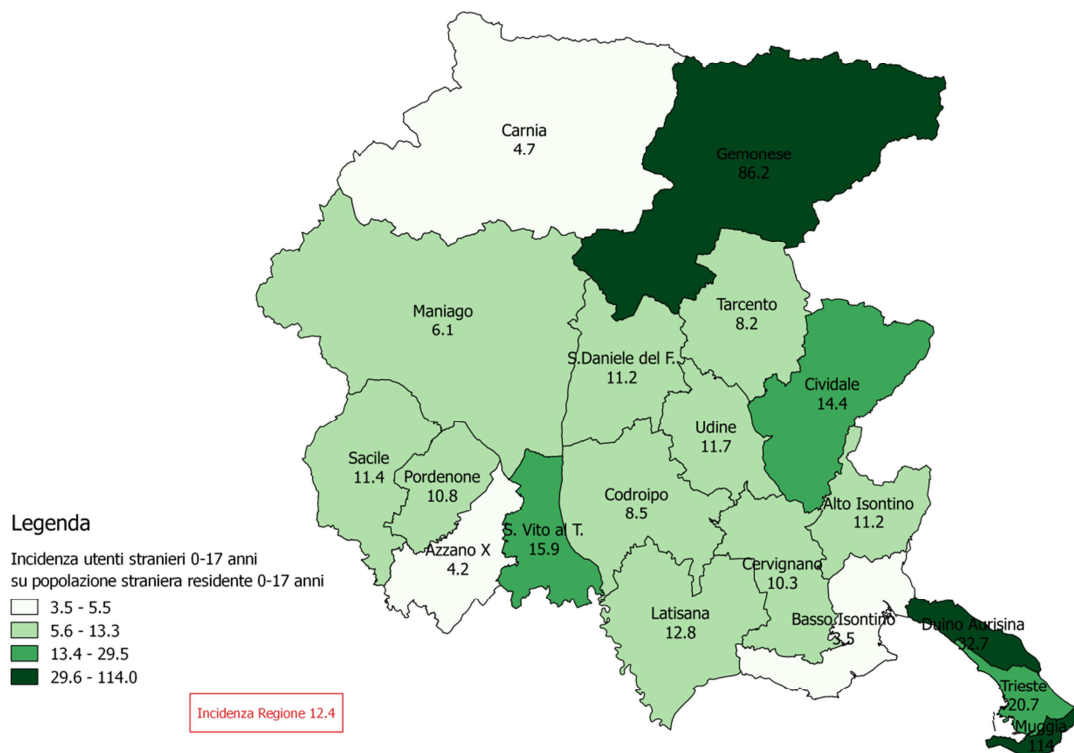 Carnia
4.7
Gemonese
86.2
Maniago
6.1
Tarcento
8.2
S.Daniele del F.
11.2
Cividale
14.4
Udine
11.7
Sacile
11.4
Pordenone
10.8
Codroipo
8.5
Alto Isontino
11.2
S. Vito al T.
15.9
Azzano X
4.2
Cervignano
10.3
Latisana
12.8
Basso Isontino
3.5
Duino Aurisina
32.7
Trieste
20.7
Muggia
114
Legenda
Incidenza utenti stranieri 0-17 anni
su popolazione straniera residente 0-17 anni
3.5 - 5.5
5.6 - 13.3
13.4 - 29.5
29.6 - 114.0
Incidenza Regione 12.4